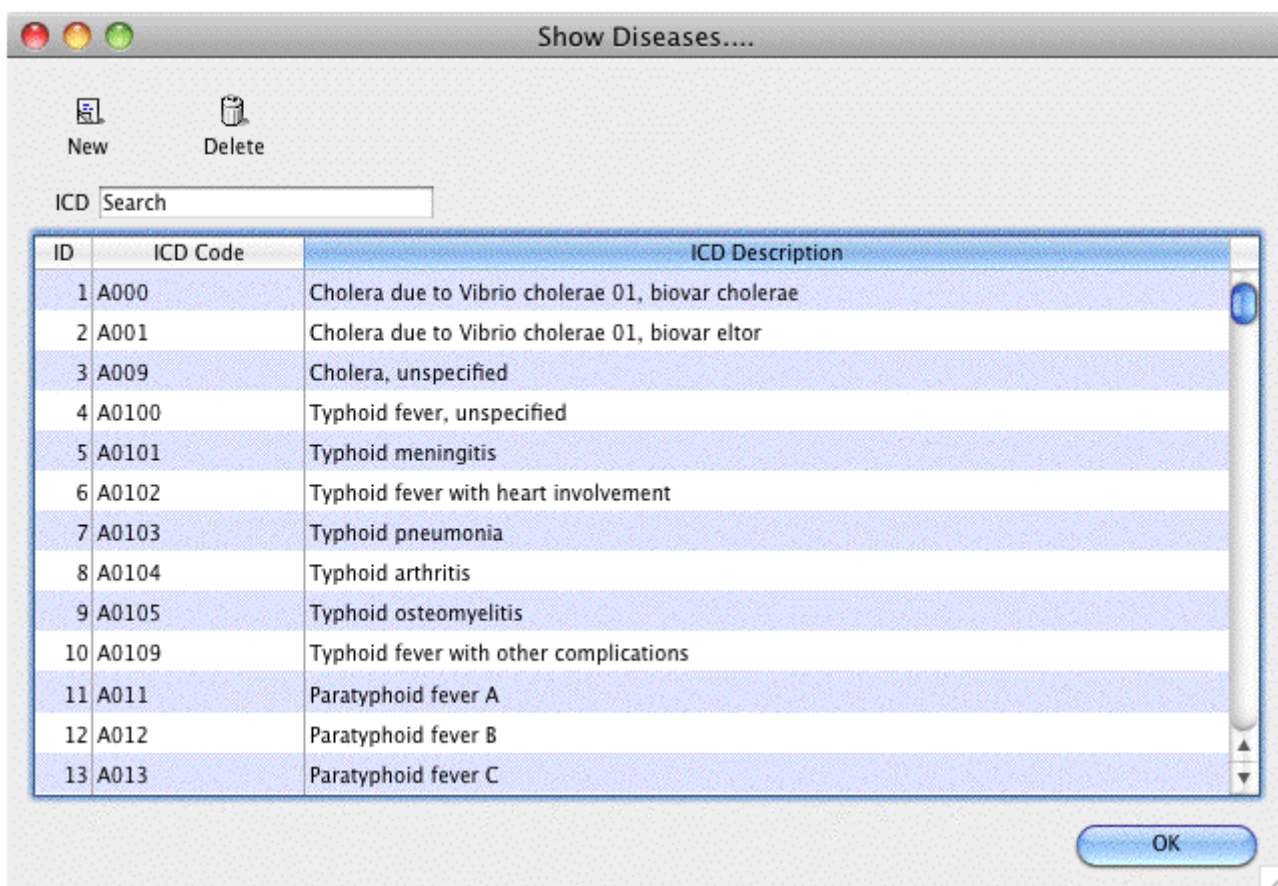 Show Diseases....
New Delete
ICD Search
ID ICD Code ICD Description
1 A000 Cholera due to Vibrio cholerae 01, biovar cholerae
2 A001 Cholera due to Vibrio cholerae 01, biovar eltor
3 A009 Cholera, unspecified
4 A0100 Typhoid fever, unspecified
5 A0101 Typhoid meningitis
6 A0102 Typhoid fever with heart involvement
7 A0103 Typhoid pneumonia
8 A0104 Typhoid arthritis
9 A0105 Typhoid osteomyelitis
10 A0109 Typhoid fever with other complications
11 A011 Paratyphoid fever A
12 A012 Paratyphoid fever B
13 A013 Paratyphoid fever C
OK